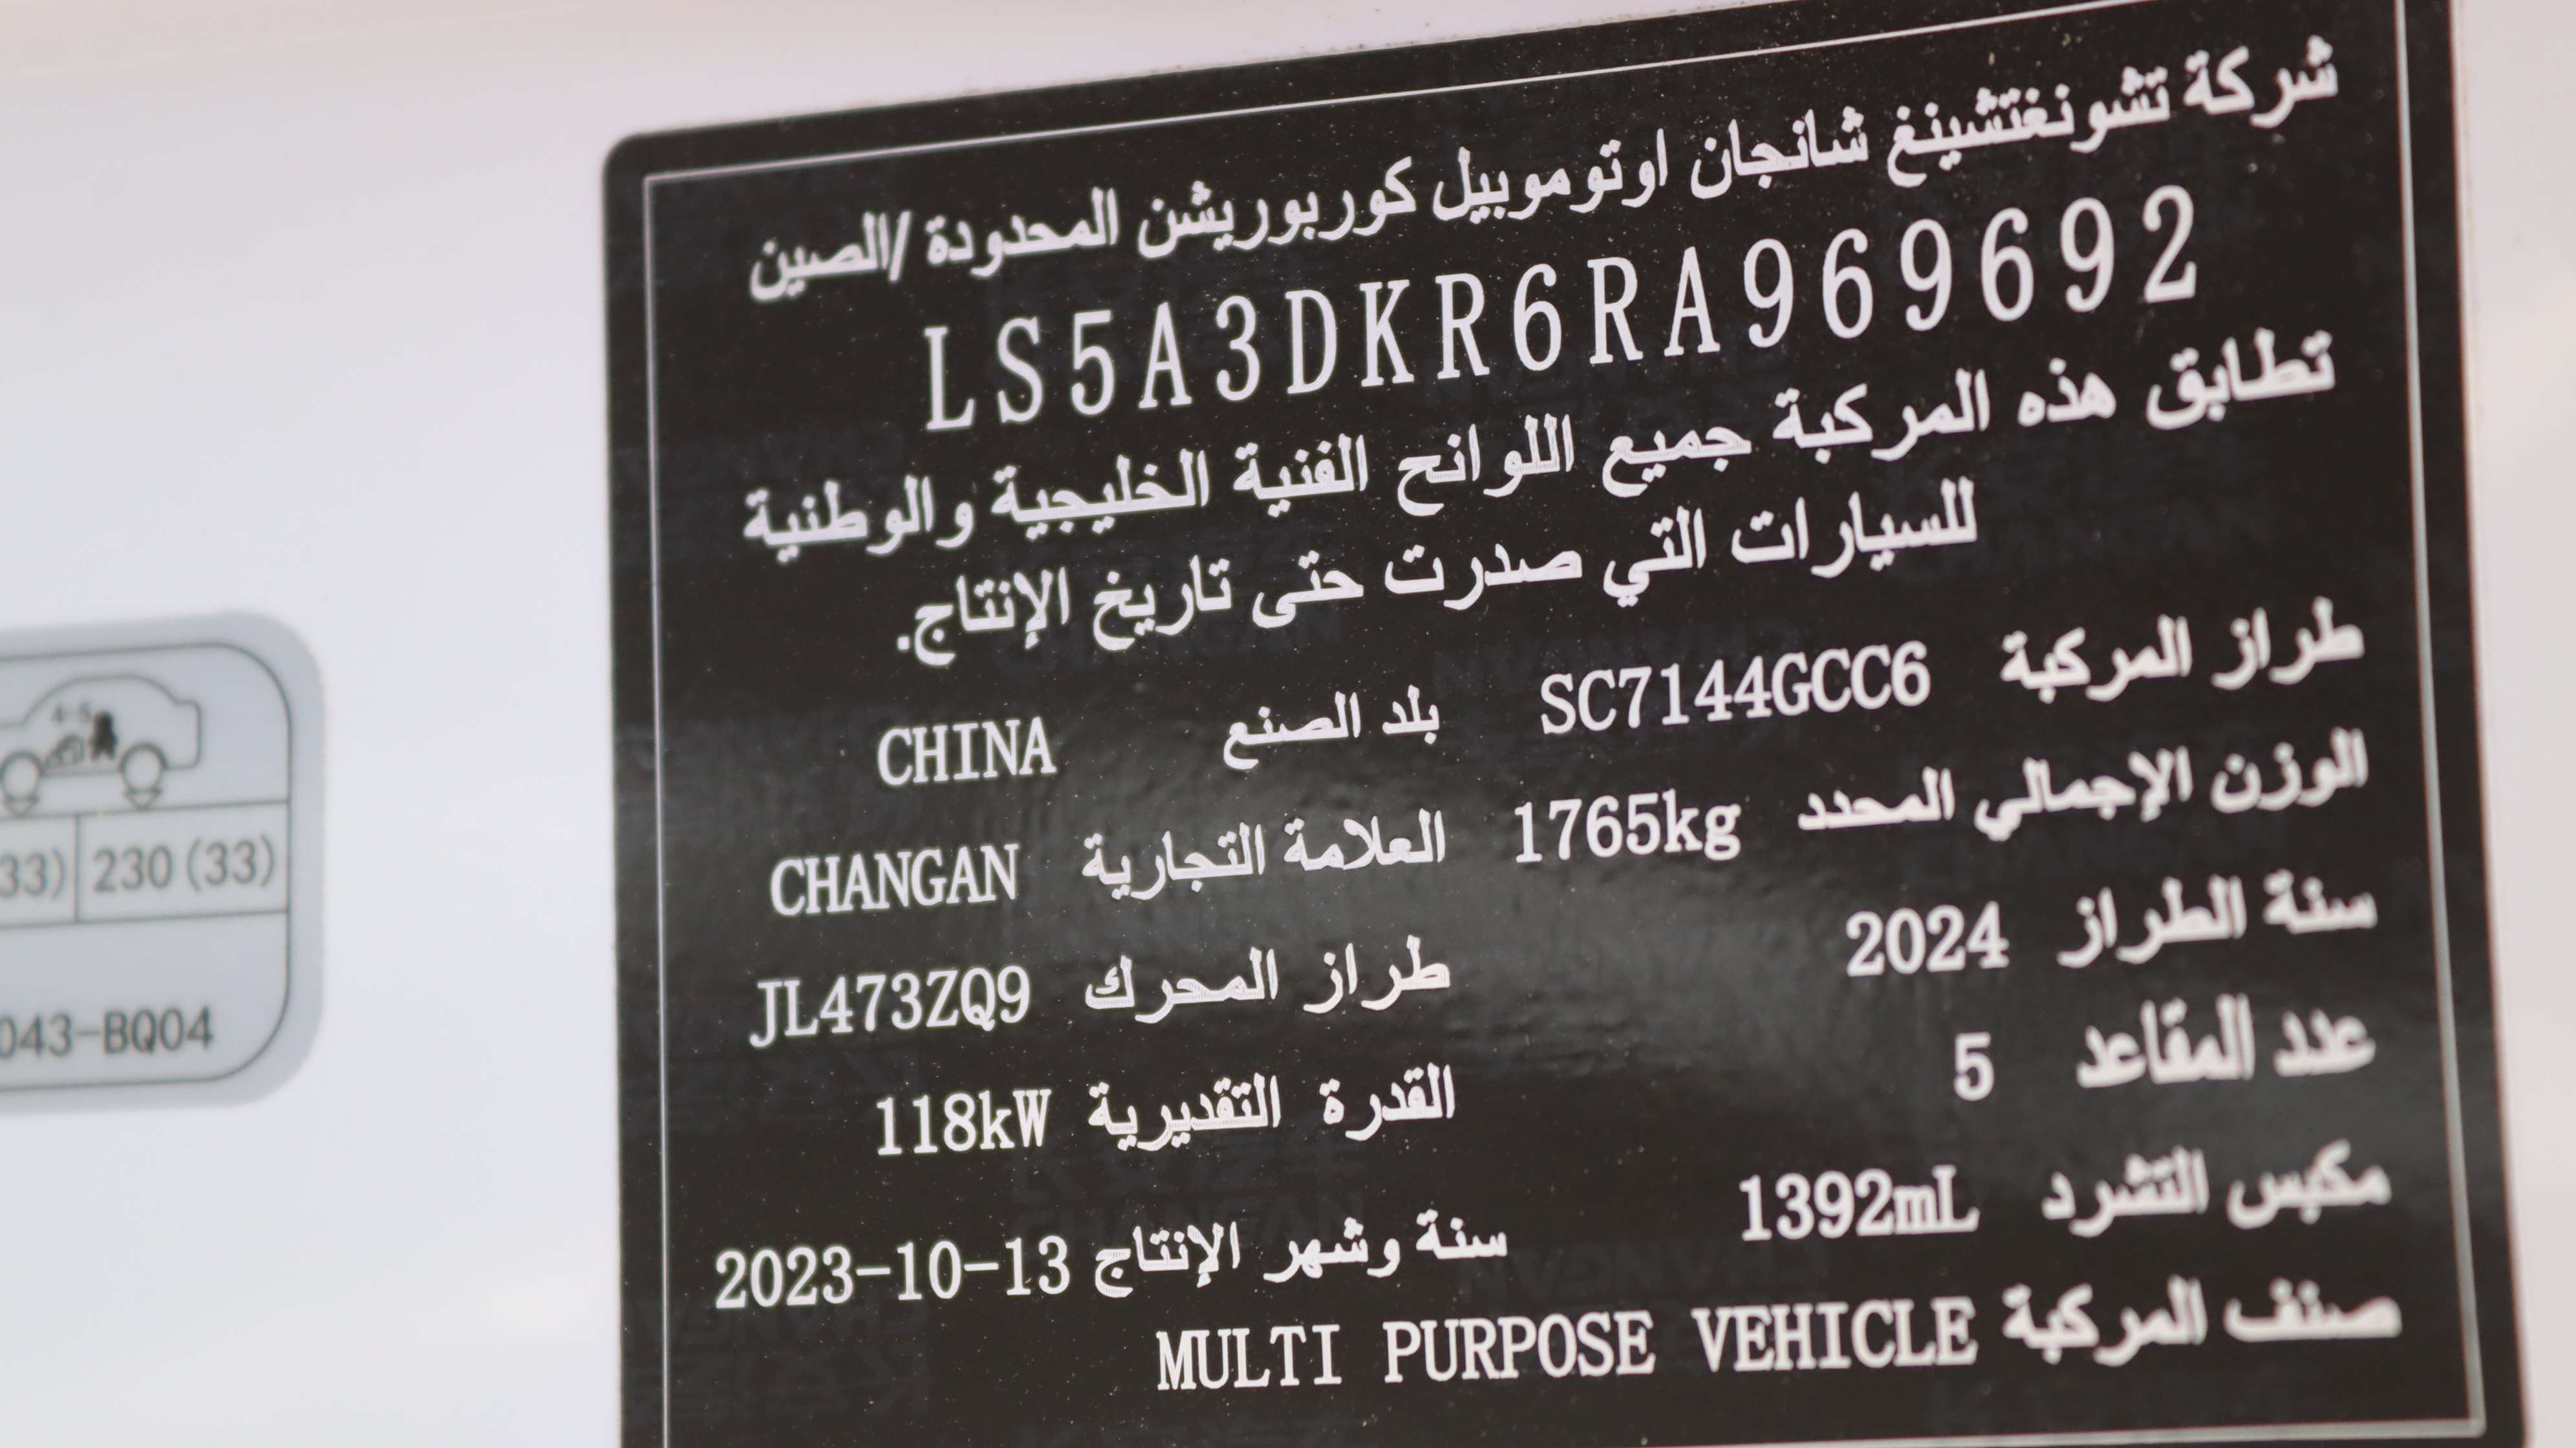 شركة تشونغتشينغ شانجان اوتوموبيل كوربوريشن المحدودة /الصين
LS5A3DKR6RA969692
تطابق هذه المركبة جميع اللوائح الفنية الخليجية والوطنية
للسيارات التي صدرت حتى تاريخ الإنتاج.
طراز المركبة SC7144GCC6 بلد الصنع CHINA
الوزن الإجمالي المحدد 1765kg العلامة التجارية CHANGAN
سنة الطراز 2024 طراز المحرك JL473ZQ9
عدد المقاعد 5 القدرة التقديرية 118kW
مكبس التشرد 1392mL سنة وشهر الإنتاج 2023-10-13
صنف المركبة MULTI PURPOSE VEHICLE
4-5
33) 230(33)
043-BQ04